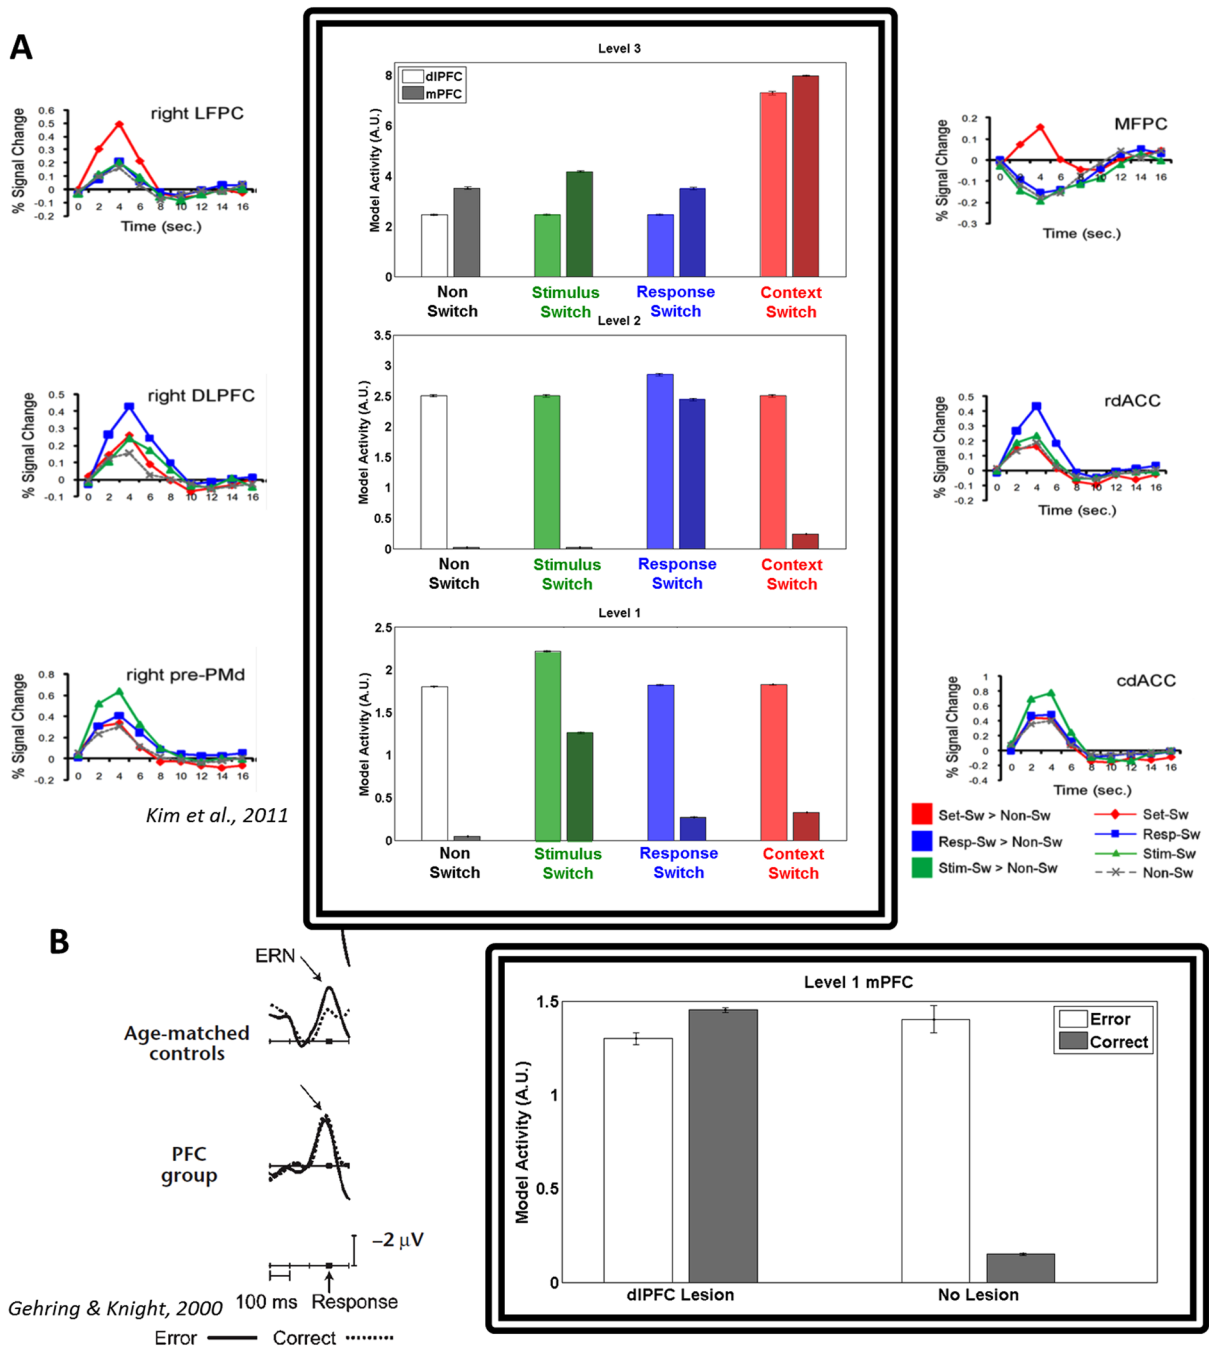 A
right LFPC
% Signal Change
0.6
0.5
0.4
0.3
0.2
0.1
0
-0.1
-0.2
0 2 4 6 8 10 12 14 16
Time (sec.)
Level 3
dlPFC
mPFC
Model Activity (A.U.)
8
6
4
2
0
Non Switch
Stimulus Switch
Response Switch
Context Switch
MFPC
% Signal Change
0.2
0.1
0
-0.1
-0.2
-0.3
0 2 4 6 8 10 12 14 16
Time (sec.)
right DLPFC
% Signal Change
0.5
0.4
0.3
0.2
0.1
0
-0.1
0 2 4 6 8 10 12 14 16
Level 2
Model Activity (A.U.)
3.5
3
2.5
2
1.5
1
0.5
0
Non Switch
Stimulus Switch
Response Switch
Context Switch
rdACC
% Signal Change
0.5
0.4
0.3
0.2
0.1
0
-0.1
-0.2
0 2 4 6 8 10 12 14 16
Time (sec.)
right pre-PMd
% Signal Change
0.8
0.6
0.4
0.2
0
-0.2
0 2 4 6 8 10 12 14 16
Kim et al., 2011
Level 1
Model Activity (A.U.)
2.5
2
1.5
1
0.5
0
Non Switch
Stimulus Switch
Response Switch
Context Switch
cdACC
% Signal Change
1
0.8
0.6
0.4
0.2
0
-0.2
-0.4
0 2 4 6 8 10 12 14 16
Time (sec.)
Set-Sw > Non-Sw
Resp-Sw > Non-Sw
Stim-Sw > Non-Sw
Set-Sw
Resp-Sw
Stim-Sw
Non-Sw
B
ERN
Age-matched
controls
PFC
group
−2 μV
100 ms Response
Gehring & Knight, 2000
Error Correct
Level 1 mPFC
Error
Correct
Model Activity (A.U.)
1.5
1
0.5
0
dlPFC Lesion
No Lesion